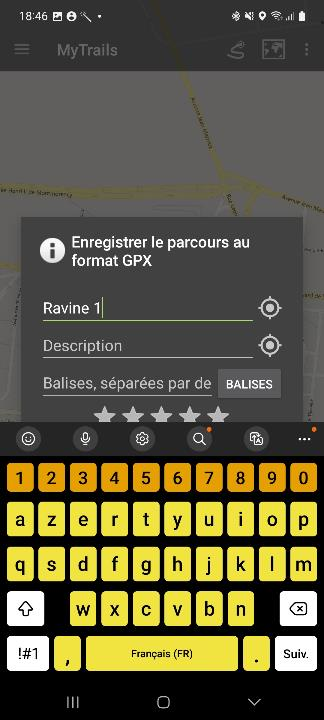 18:46
MyTrails
Enregistrer le parcours au
format GPX
Ravine 1
Description
Balises, séparées par de
BALISES
1 2 3 4 5 6 7 8 9 0
a z e r t y u i o p
q s d f g h j k l m
w x c v b n
!#1 , Français (FR) . Suiv.